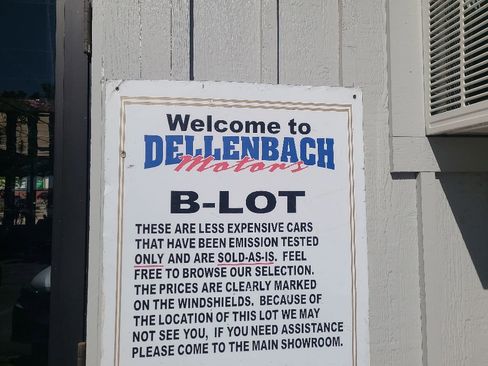 Welcome to
DELLENBACH
Motors
B-LOT
THESE ARE LESS EXPENSIVE CARS
THAT HAVE BEEN EMISSION TESTED
ONLY AND ARE SOLD-AS-IS. FEEL
FREE TO BROWSE OUR SELECTION.
THE PRICES ARE CLEARLY MARKED
ON THE WINDSHIELDS. BECAUSE OF
THE LOCATION OF THIS LOT WE MAY
NOT SEE YOU, IF YOU NEED ASSISTANCE
PLEASE COME TO THE MAIN SHOWROOM.